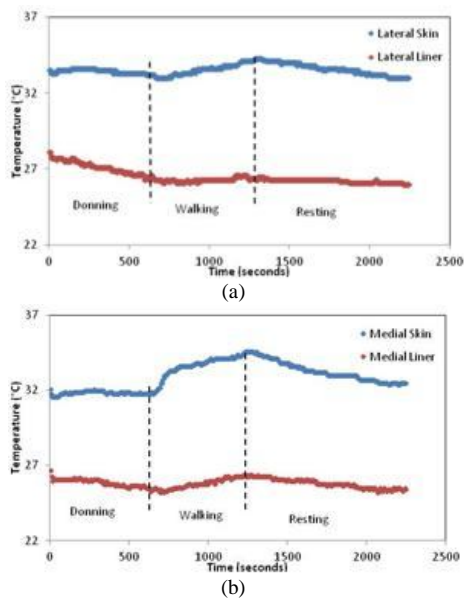 37
Lateral Skin
Lateral Liner
Temperature (°C)
32
27
Donning
Walking
Resting
22
0
500
1000
1500
2000
2500
Time (seconds)
(a)
37
Medial Skin
Medial Liner
Temperature (°C)
32
27
Donning
Walking
Resting
22
0
500
1000
1500
2000
2500
Time (seconds)
(b)